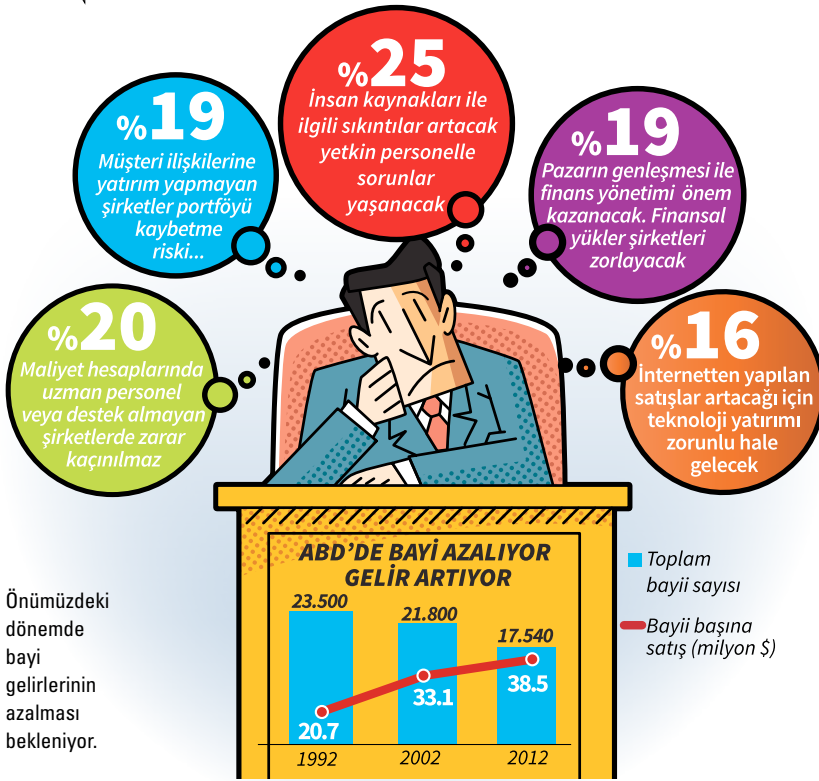 %25
İnsan kaynakları ile
ilgili sıkıntılar artacak
yetkin personelle
sorunlar
yaşanacak
%19
Müşteri ilişkilerine
yatırım yapmayan
şirketler portföyü
kaybetme
riski...
%19
Pazarın genleşmesi ile
finans yönetimi önem
kazanacak. Finansal
yükler şirketleri
zorlayacak
%20
Maliyet hesaplarında
uzman personel
veya destek almayan
şirketlerde zarar
kaçınılmaz
%16
İnternetten yapılan
satışlar artacağı için
teknoloji yatırımı
zorunlu hale
gelecek
ABD'DE BAYİ AZALIYOR
GELİR ARTIYOR
23.500
21.800
17.540
20.7
33.1
38.5
1992
2002
2012
Toplam
bayii sayısı
Bayii başına
satış (milyon $)
Önümüzdeki
dönemde
bayi
gelirlerinin
azalması
bekleniyor.